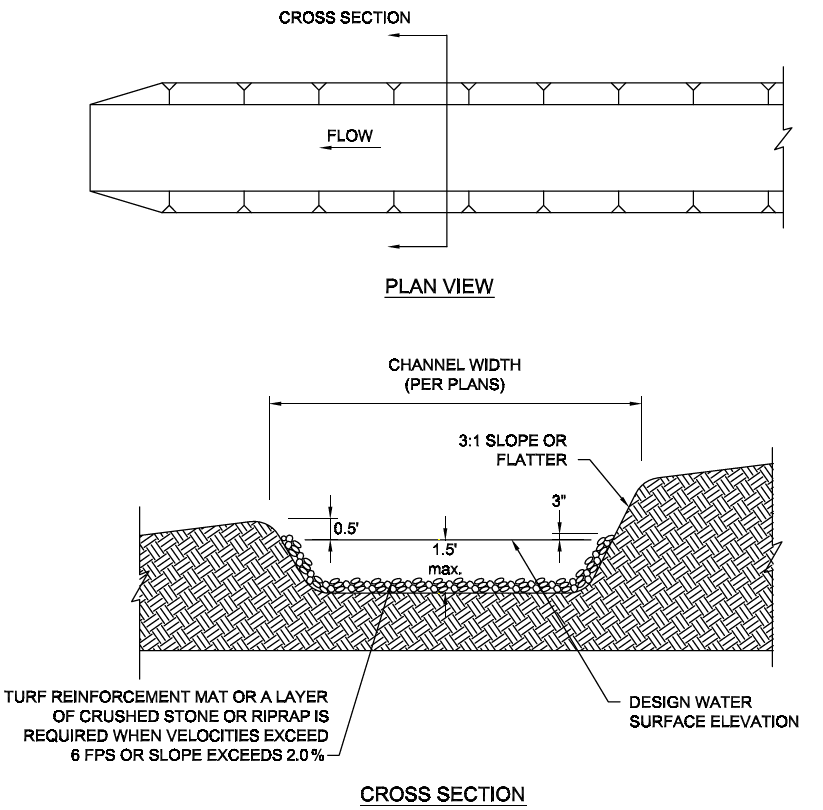 CROSS SECTION
FLOW
PLAN VIEW
CHANNEL WIDTH
(PER PLANS)
3:1 SLOPE OR
FLATTER
3"
0.5'
1.5'
max.
TURF REINFORCEMENT MAT OR A LAYER
OF CRUSHED STONE OR RIPRAP IS
REQUIRED WHEN VELOCITIES EXCEED
6 FPS OR SLOPE EXCEEDS 2.0%
DESIGN WATER
SURFACE ELEVATION
CROSS SECTION